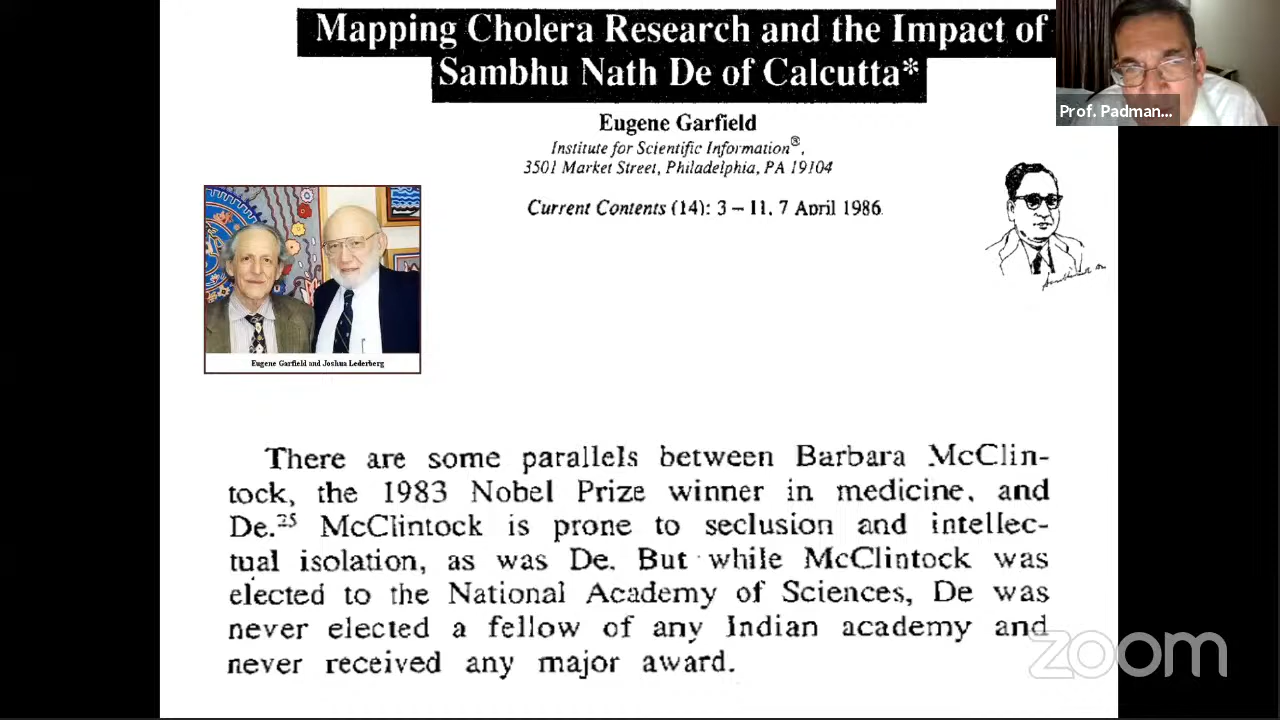 Mapping Cholera Research and the Impact of
Sambhu Nath De of Calcutta*
Prof. Padman...
Eugene Garfield
Institute for Scientific Information®,
3501 Market Street, Philadelphia, PA 19104
Current Contents (14): 3 – 11, 7 April 1986
Eugene Garfield and Joshua Lederberg
There are some parallels between Barbara McClin-
tock, the 1983 Nobel Prize winner in medicine, and
De.25 McClintock is prone to seclusion and intellec-
tual isolation, as was De. But while McClintock was
elected to the National Academy of Sciences, De was
never elected a fellow of any Indian academy and
never received any major award.
zoom